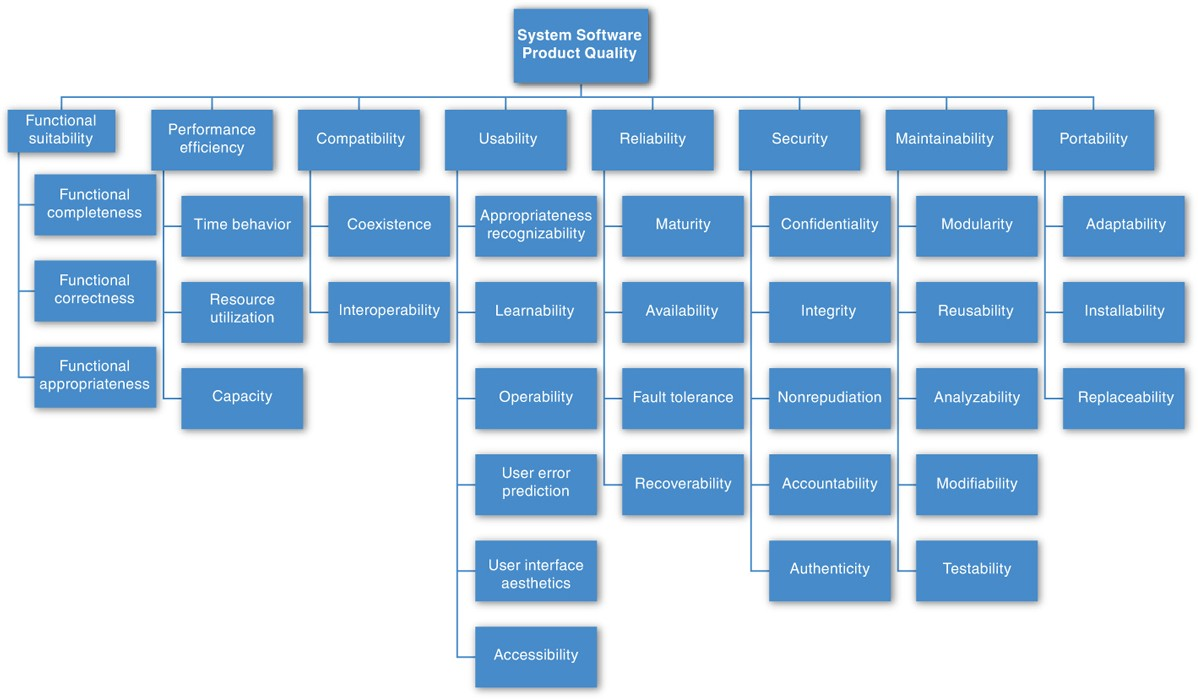 System Software
Product Quality
Functional
suitability
Performance
efficiency
Compatibility
Usability
Reliability
Security
Maintainability
Portability
Functional
completeness
Functional
correctness
Functional
appropriateness
Time behavior
Resource
utilization
Capacity
Coexistence
Interoperability
Appropriateness
recognizability
Learnability
Operability
User error
prediction
User interface
aesthetics
Accessibility
Maturity
Availability
Fault tolerance
Recoverability
Confidentiality
Integrity
Nonrepudiation
Accountability
Authenticity
Modularity
Reusability
Analyzability
Modifiability
Testability
Adaptability
Installability
Replaceability